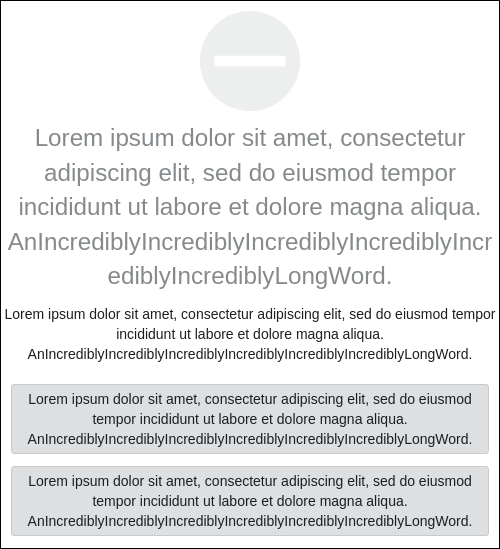 Lorem ipsum dolor sit amet, consectetur
adipiscing elit, sed do eiusmod tempor
incididunt ut labore et dolore magna aliqua.
AnIncrediblyIncrediblyIncrediblyIncrediblyIncr
ediblyIncrediblyLongWord.
Lorem ipsum dolor sit amet, consectetur adipiscing elit, sed do eiusmod tempor
incididunt ut labore et dolore magna aliqua.
AnIncrediblyIncrediblyIncrediblyIncrediblyIncrediblyIncrediblyLongWord.
Lorem ipsum dolor sit amet, consectetur adipiscing elit, sed do eiusmod
tempor incididunt ut labore et dolore magna aliqua.
AnIncrediblyIncrediblyIncrediblyIncrediblyIncrediblyIncrediblyLongWord.
Lorem ipsum dolor sit amet, consectetur adipiscing elit, sed do eiusmod
tempor incididunt ut labore et dolore magna aliqua.
AnIncrediblyIncrediblyIncrediblyIncrediblyIncrediblyIncrediblyLongWord.